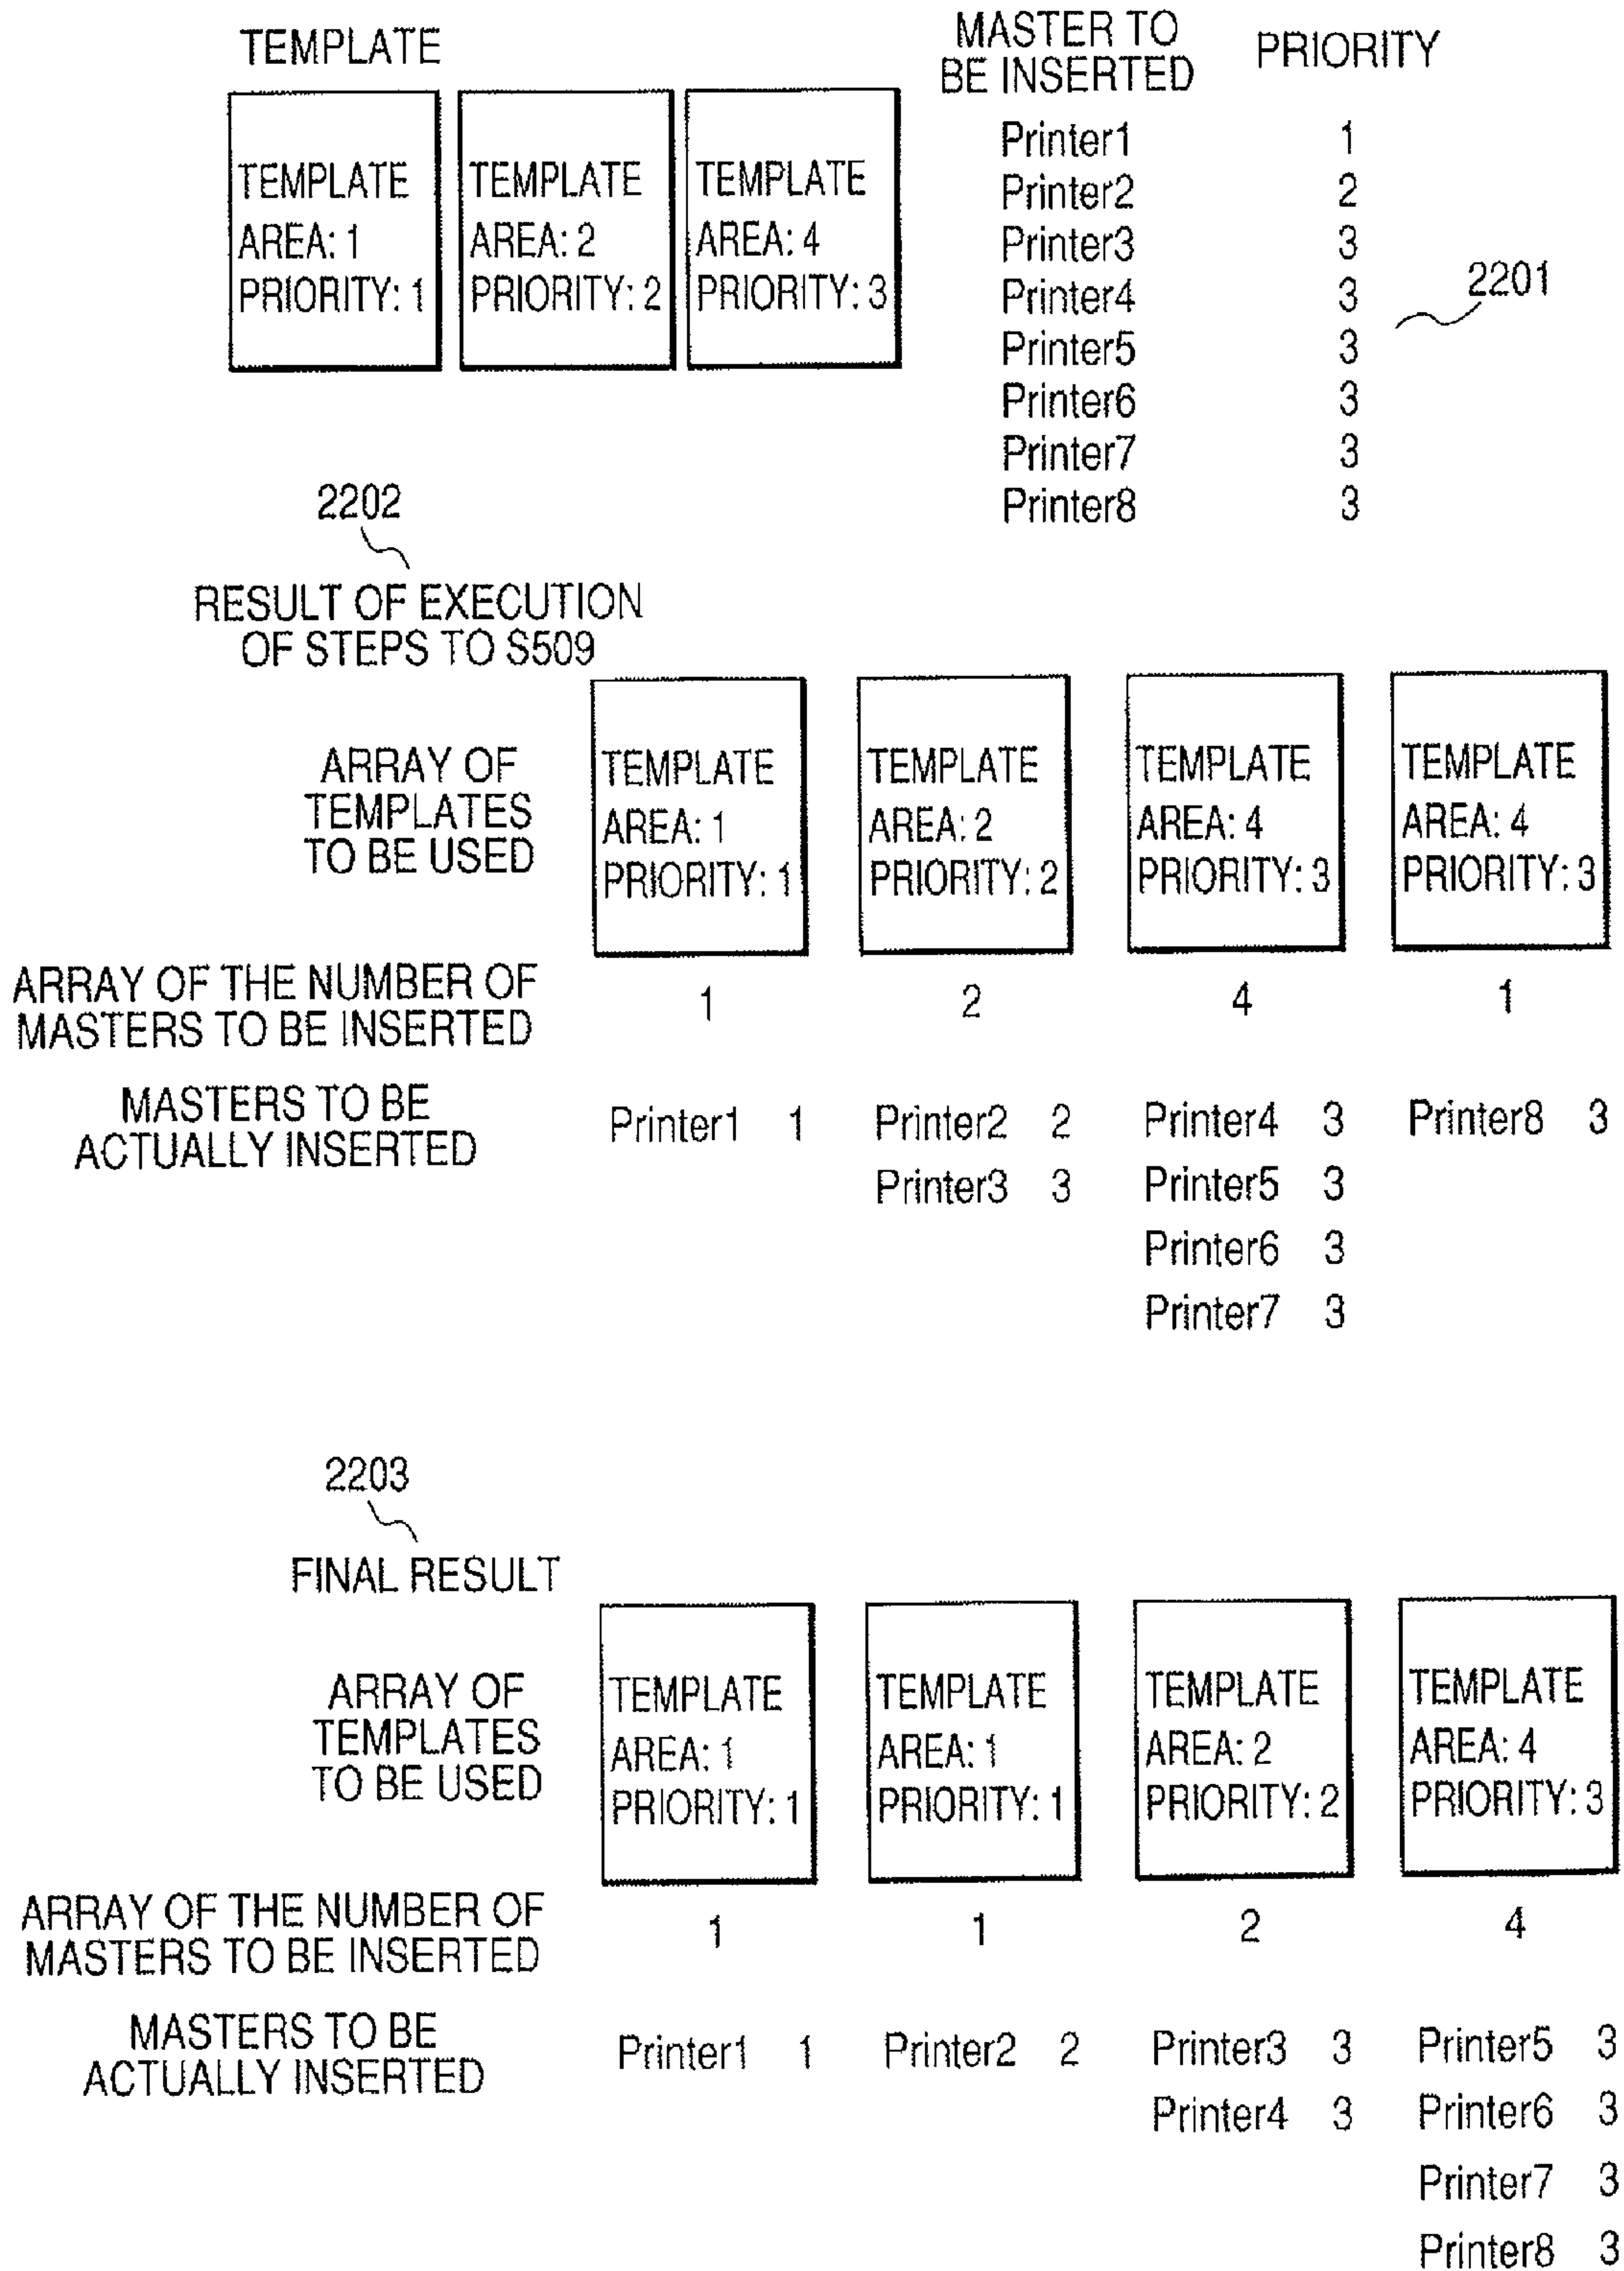 TEMPLATE
TEMPLATE
AREA: 1
PRIORITY: 1
TEMPLATE
AREA: 2
PRIORITY: 2
TEMPLATE
AREA: 4
PRIORITY: 3
MASTER TO
BE INSERTED
PRIORITY
Printer1 1
Printer2 2
Printer3 3
Printer4 3
Printer5 3
Printer6 3
Printer7 3
Printer8 3
2201
2202
RESULT OF EXECUTION
OF STEPS TO S509
ARRAY OF
TEMPLATES
TO BE USED
TEMPLATE
AREA: 1
PRIORITY: 1
TEMPLATE
AREA: 2
PRIORITY: 2
TEMPLATE
AREA: 4
PRIORITY: 3
TEMPLATE
AREA: 4
PRIORITY: 3
ARRAY OF THE NUMBER OF
MASTERS TO BE INSERTED
1 2 4 1
MASTERS TO BE
ACTUALLY INSERTED
Printer1 1
Printer2 2
Printer3 3
Printer4 3
Printer5 3
Printer6 3
Printer7 3
Printer8 3
2203
FINAL RESULT
ARRAY OF
TEMPLATES
TO BE USED
TEMPLATE
AREA: 1
PRIORITY: 1
TEMPLATE
AREA: 1
PRIORITY: 1
TEMPLATE
AREA: 2
PRIORITY: 2
TEMPLATE
AREA: 4
PRIORITY: 3
ARRAY OF THE NUMBER OF
MASTERS TO BE INSERTED
1 1 2 4
MASTERS TO BE
ACTUALLY INSERTED
Printer1 1
Printer2 2
Printer3 3
Printer4 3
Printer5 3
Printer6 3
Printer7 3
Printer8 3